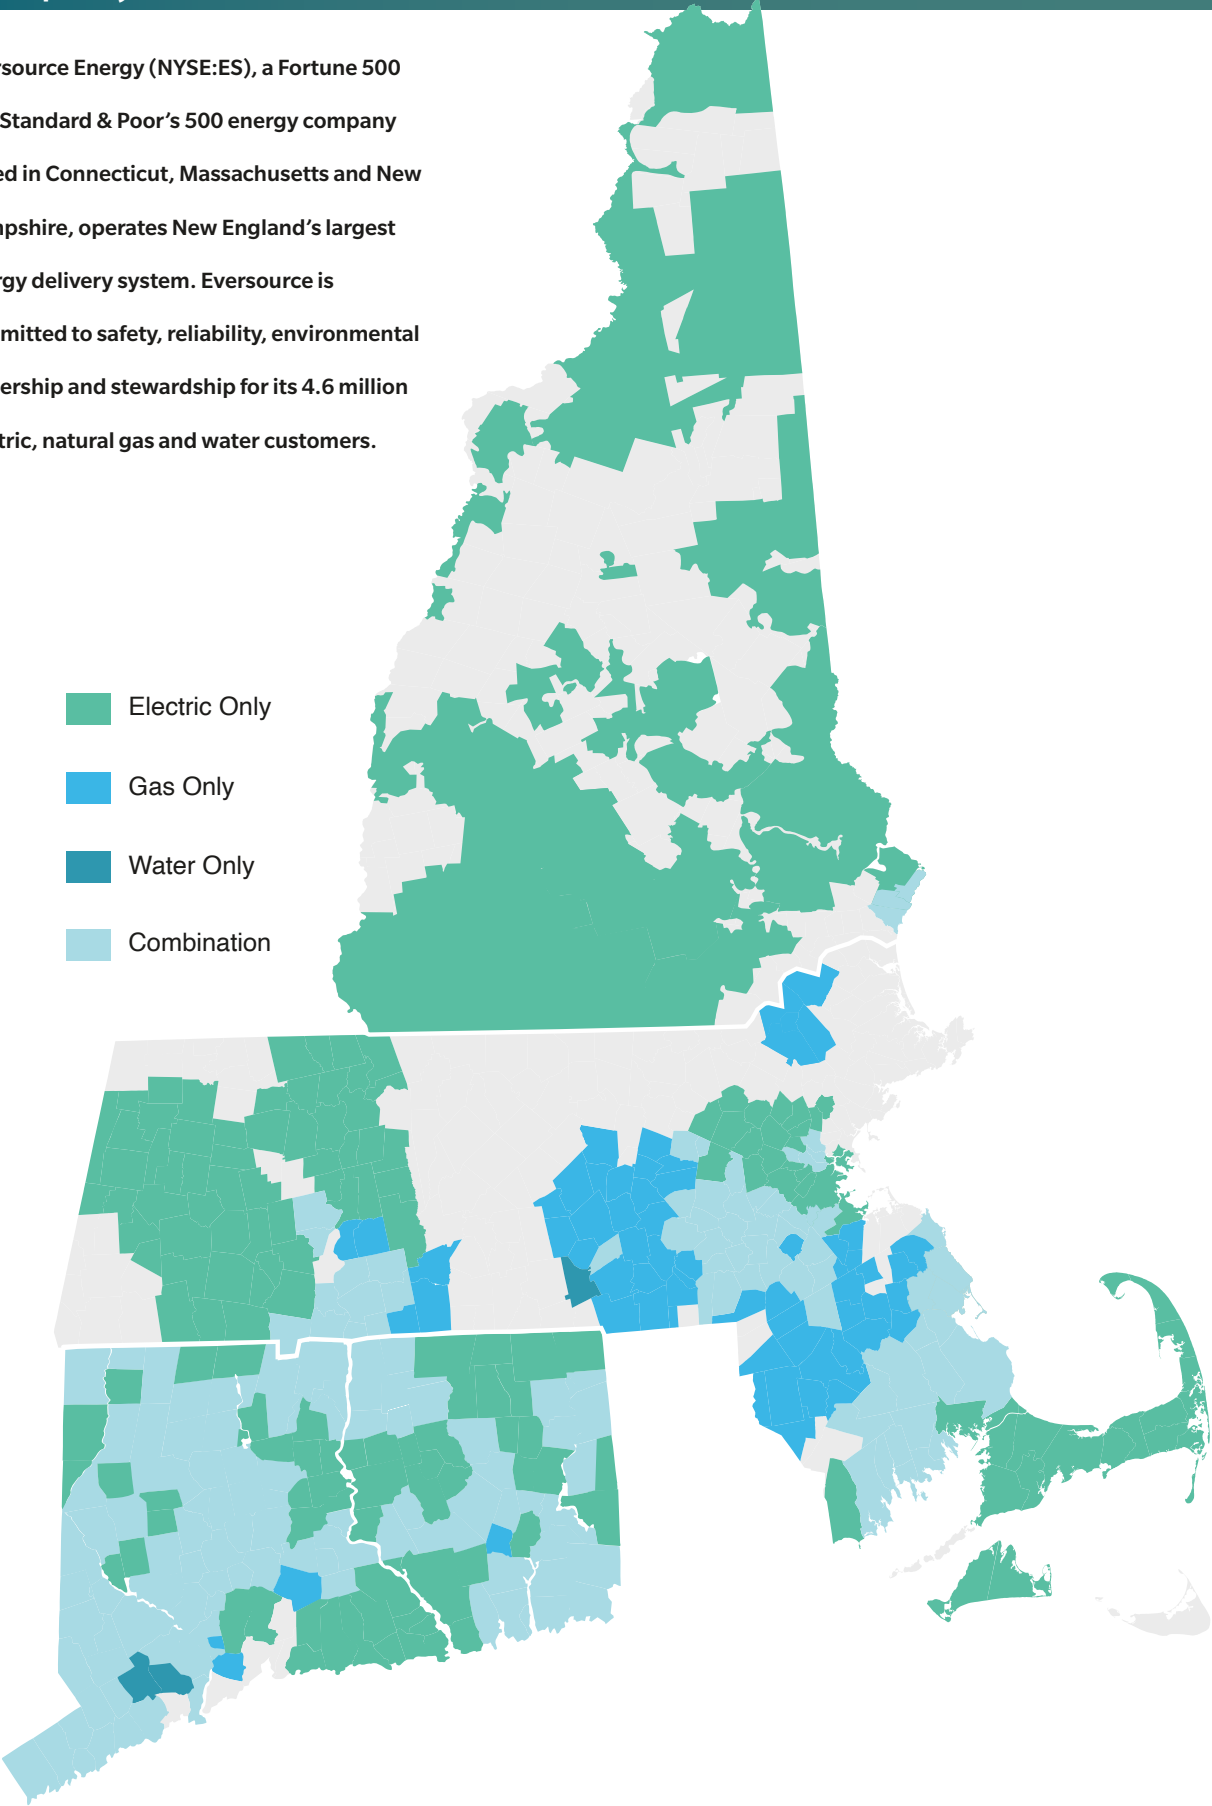 rsource Energy (NYSE:ES), a Fortune 500
Standard & Poor's 500 energy company
ed in Connecticut, Massachusetts and New
mpshire, operates New England's largest
rgy delivery system. Eversource is
mitted to safety, reliability, environmental
ership and stewardship for its 4.6 million
tric, natural gas and water customers.
Electric Only
Gas Only
Water Only
Combination